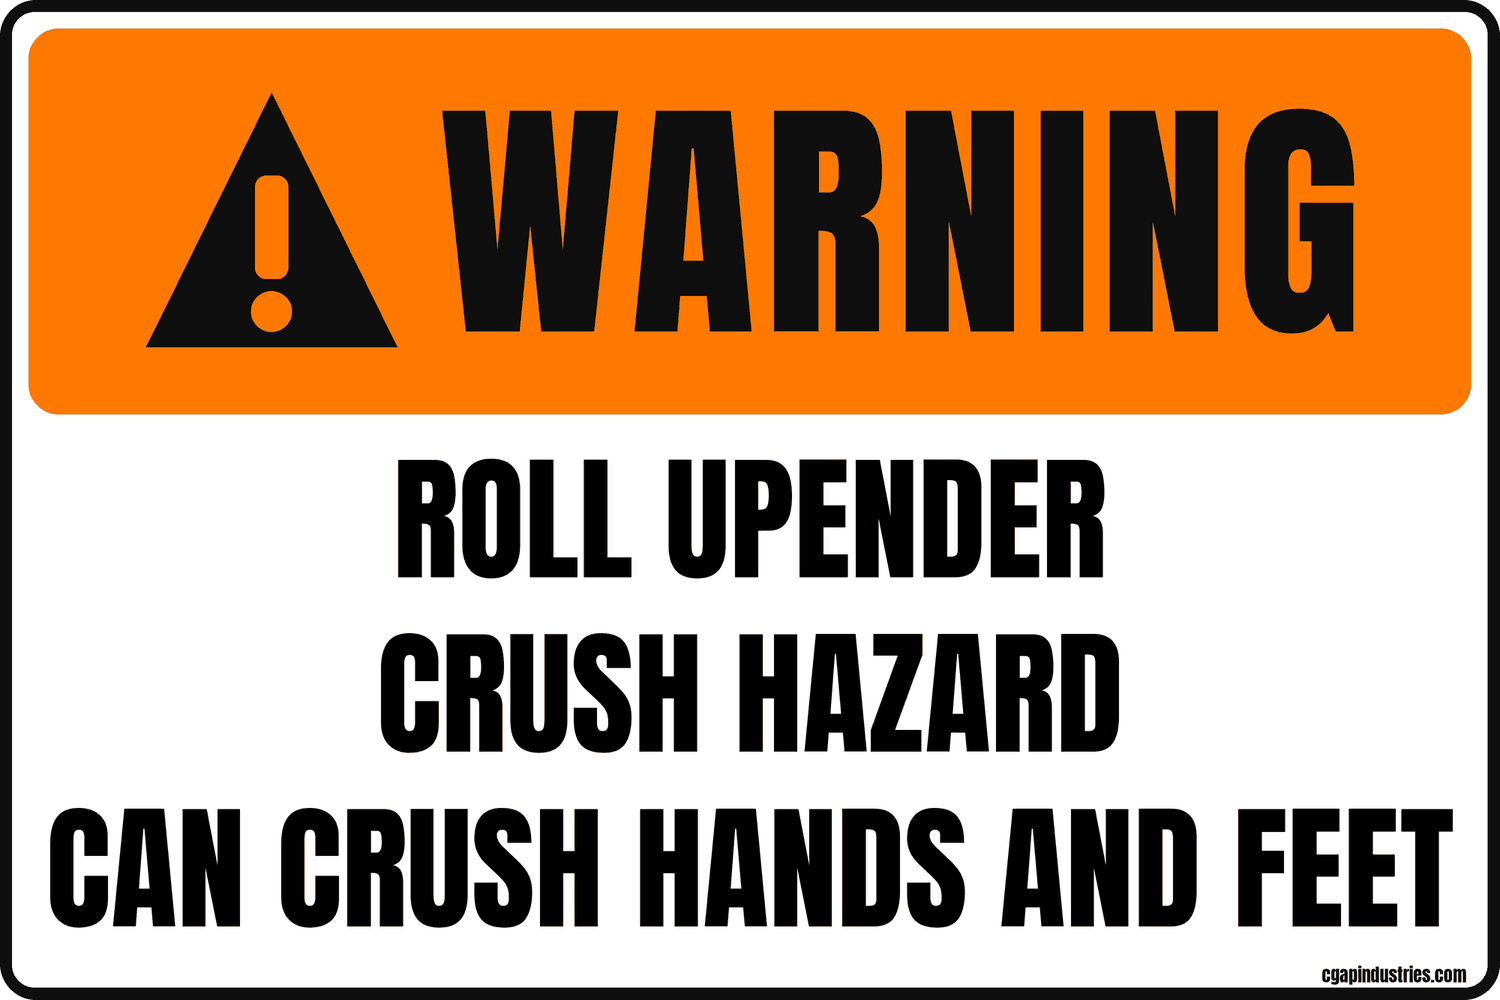 WARNING
ROLL UPENDER
CRUSH HAZARD
CAN CRUSH HANDS AND FEET
cgapindustries.com